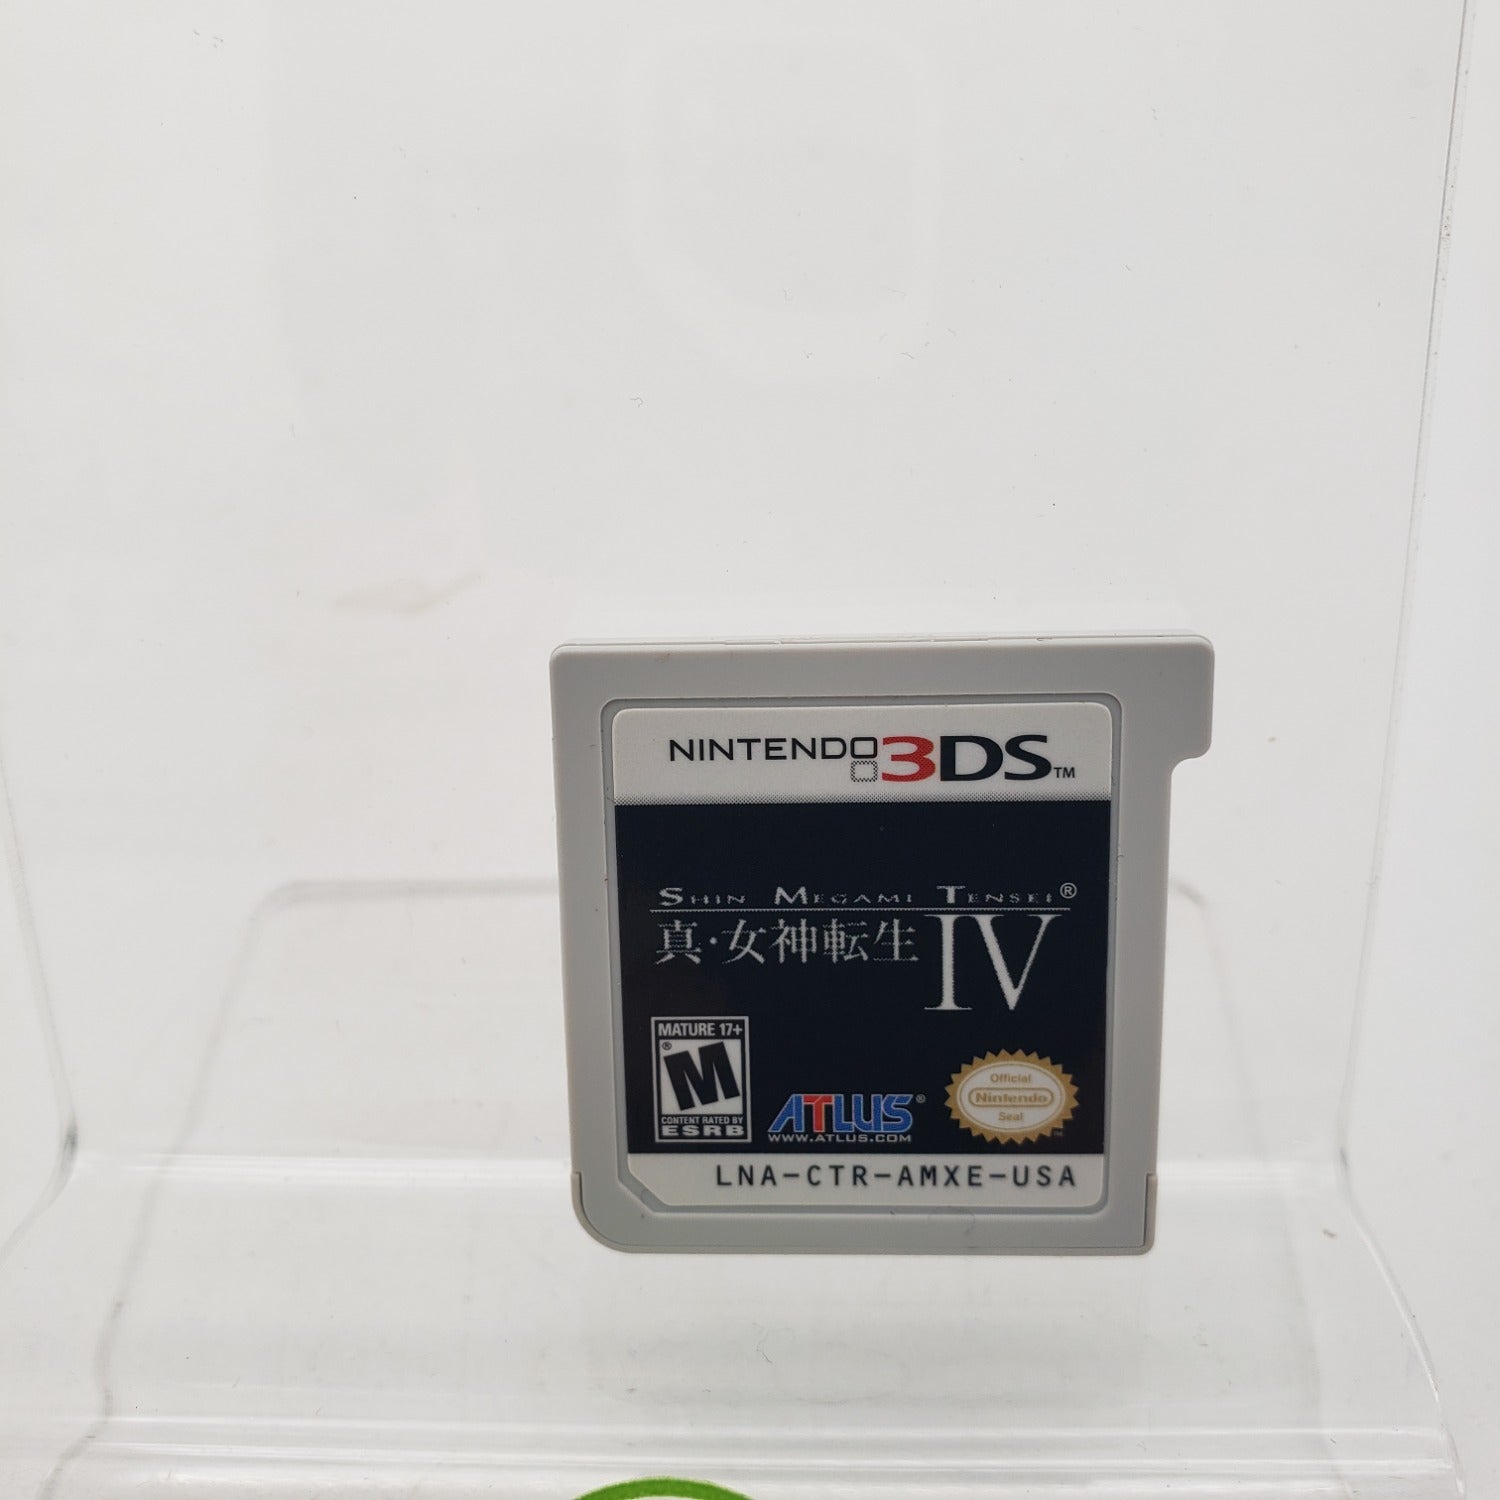 NINTENDO 3DS™
SHIN MEGAMI TENSEI®
真・女神転生 IV
MATURE 17+
M®
CONTENT RATED BY
ESRB
ATLUS®
WWW.ATLUS.COM
Official
Nintendo
Seal
™
LNA-CTR-AMXE-USA